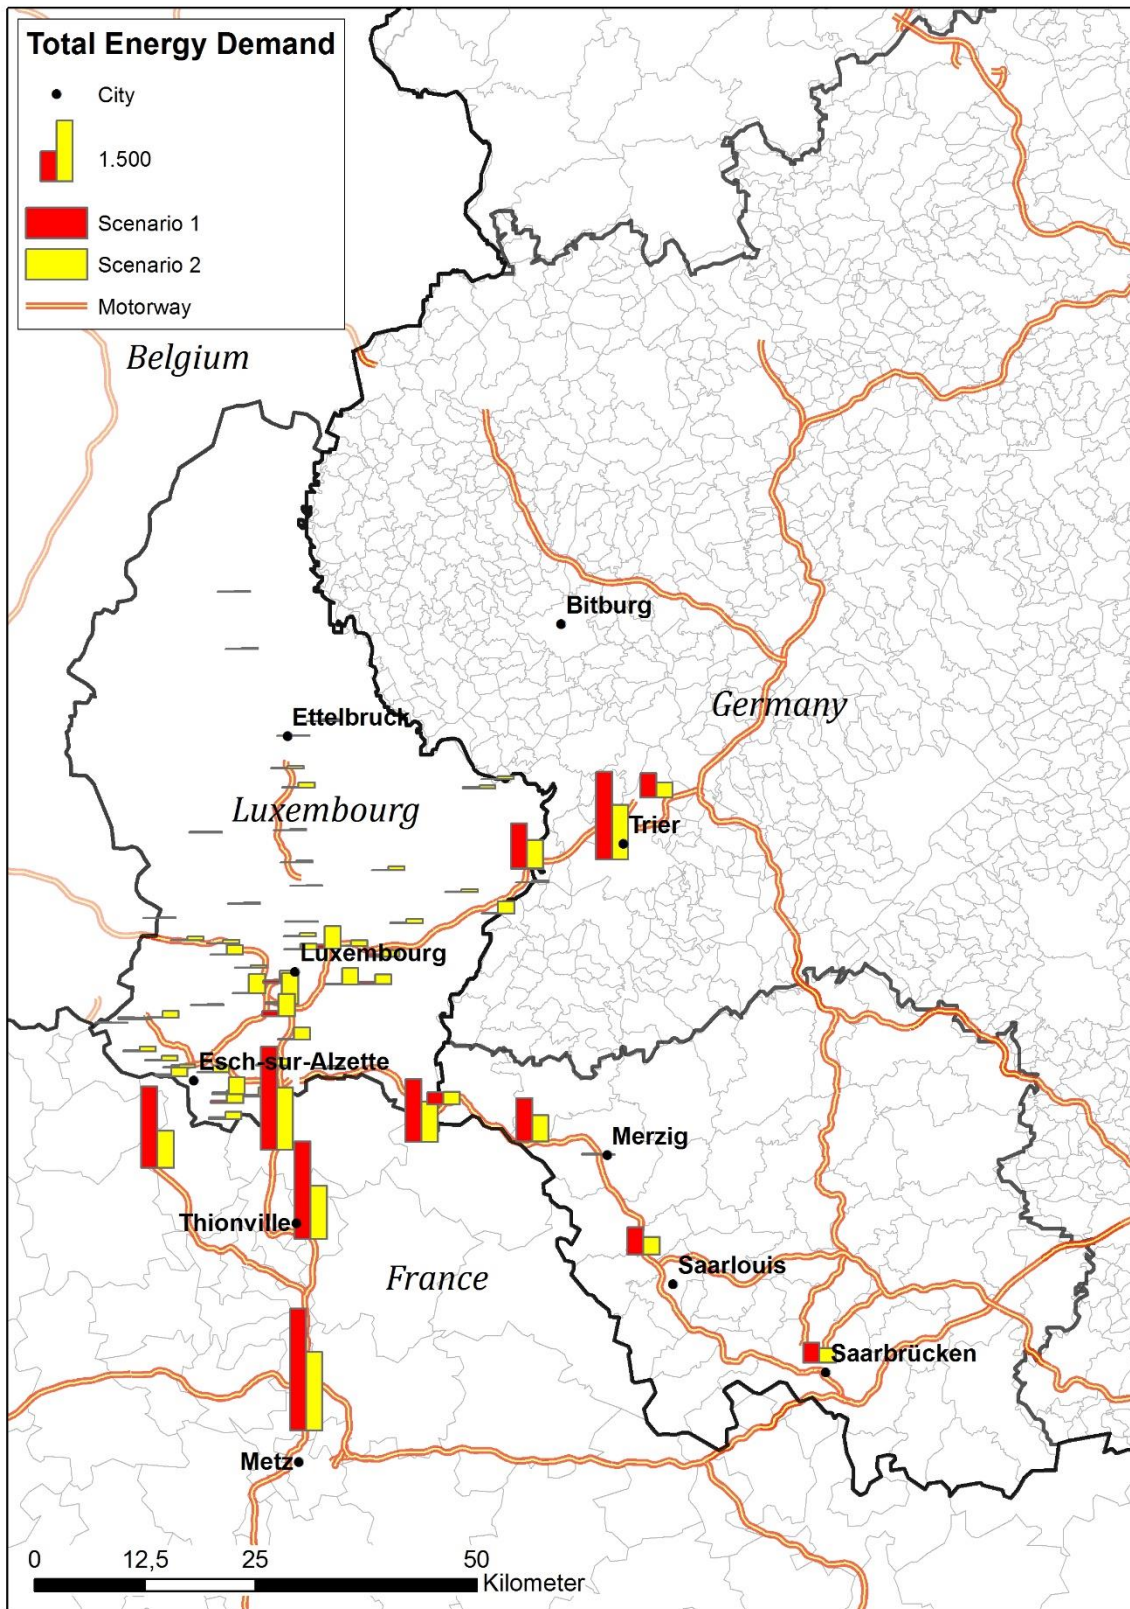 Total Energy Demand
City
1.500
Scenario 1
Scenario 2
Motorway
Belgium
Bitburg
Germany
Ettelbruck
Luxembourg
Trier
Luxembourg
Esch-sur-Alzette
Merzig
Thionville
France
Saarlouis
Saarbrücken
Metz
0 12,5 25 50
Kilometer